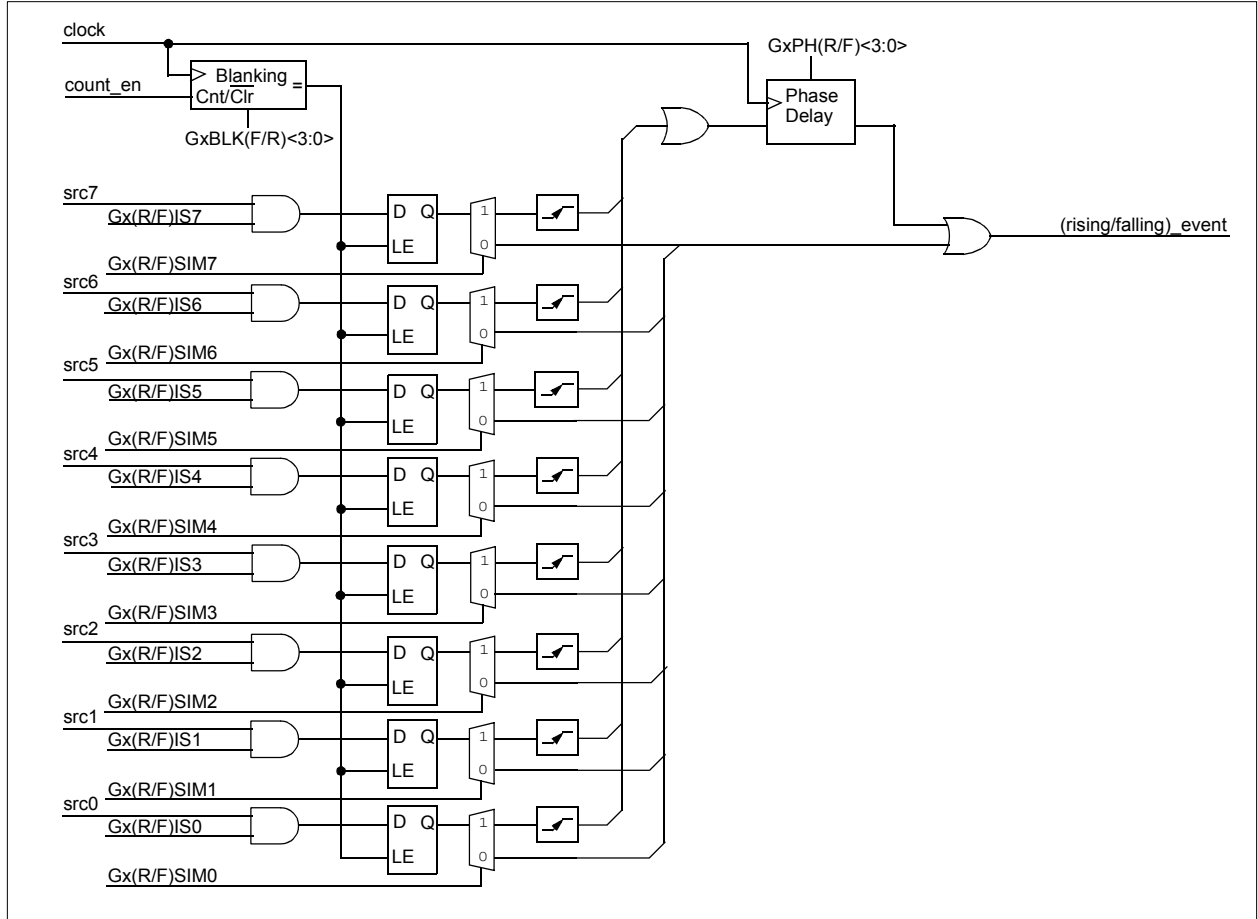 clock
GxPH(R/F)<3:0>
count_en
Blanking
=
Cnt/Clr
Phase
Delay
GxBLK(F/R)<3:0>
src7
Gx(R/F)IS7
D Q
LE
1
0
(rising/falling)_event
Gx(R/F)SIM7
src6
Gx(R/F)IS6
D Q
LE
1
0
Gx(R/F)SIM6
src5
Gx(R/F)IS5
D Q
LE
1
0
Gx(R/F)SIM5
src4
Gx(R/F)IS4
D Q
LE
1
0
Gx(R/F)SIM4
src3
Gx(R/F)IS3
D Q
LE
1
0
Gx(R/F)SIM3
src2
Gx(R/F)IS2
D Q
LE
1
0
Gx(R/F)SIM2
src1
Gx(R/F)IS1
D Q
LE
1
0
Gx(R/F)SIM1
src0
Gx(R/F)IS0
D Q
LE
1
0
Gx(R/F)SIM0